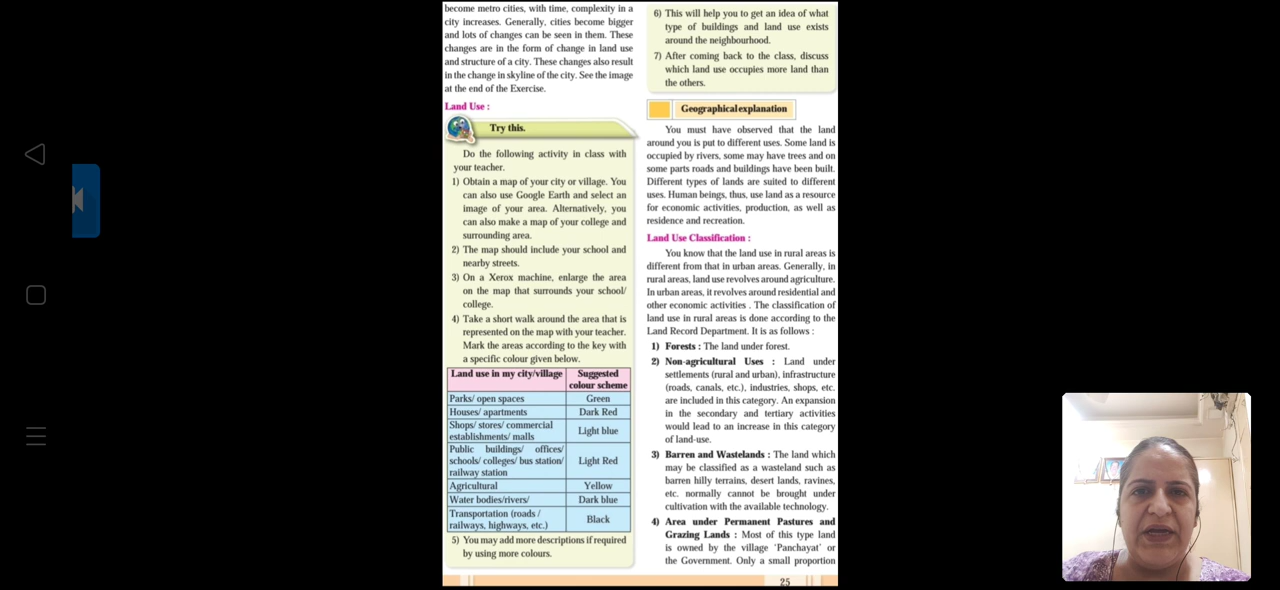 become metro cities, with time, complexity in a
city increases. Generally, cities become bigger
and lots of changes can be seen in them. These
changes are in the form of change in land use
and structure of a city. These changes also result
in the change in skyline of the city. See the image
at the end of the Exercise.
Land Use :
Try this.
Do the following activity in class with
your teacher.
1) Obtain a map of your city or village. You
can also use Google Earth and select an
image of your area. Alternatively, you
can also make a map of your college and
surrounding area.
2) The map should include your school and
nearby streets.
3) On a Xerox machine, enlarge the area
on the map that surrounds your school/
college.
4) Take a short walk around the area that is
represented on the map with your teacher.
Mark the areas according to the key with
a specific colour given below.
Land use in my city/village Suggested
colour scheme
Parks/ open spaces Green
Houses/ apartments Dark Red
Shops/ stores/ commercial
establishments/ malls Light blue
Public buildings/ offices/
schools/ colleges/ bus station/ Light Red
railway station
Agricultural Yellow
Water bodies/rivers/ Dark blue
Transportation (roads /
railways, highways, etc.) Black
5) You may add more descriptions if required
by using more colours.
6) This will help you to get an idea of what
type of buildings and land use exists
around the neighbourhood.
7) After coming back to the class, discuss
which land use occupies more land than
the others.
Geographical explanation
You must have observed that the land
around you is put to different uses. Some land is
occupied by rivers, some may have trees and on
some parts roads and buildings have been built.
Different types of lands are suited to different
uses. Human beings, thus, use land as a resource
for economic activities, production, as well as
residence and recreation.
Land Use Classification :
You know that the land use in rural areas is
different from that in urban areas. Generally, in
rural areas, land use revolves around agriculture.
In urban areas, it revolves around residential and
other economic activities . The classification of
land use in rural areas is done according to the
Land Record Department. It is as follows :
1) Forests : The land under forest.
2) Non-agricultural Uses : Land under
settlements (rural and urban), infrastructure
(roads, canals, etc.), industries, shops, etc.
are included in this category. An expansion
in the secondary and tertiary activities
would lead to an increase in this category
of land-use.
3) Barren and Wastelands : The land which
may be classified as a wasteland such as
barren hilly terrains, desert lands, ravines,
etc. normally cannot be brought under
cultivation with the available technology.
4) Area under Permanent Pastures and
Grazing Lands : Most of this type land
is owned by the village 'Panchayat' or
the Government. Only a small proportion
25